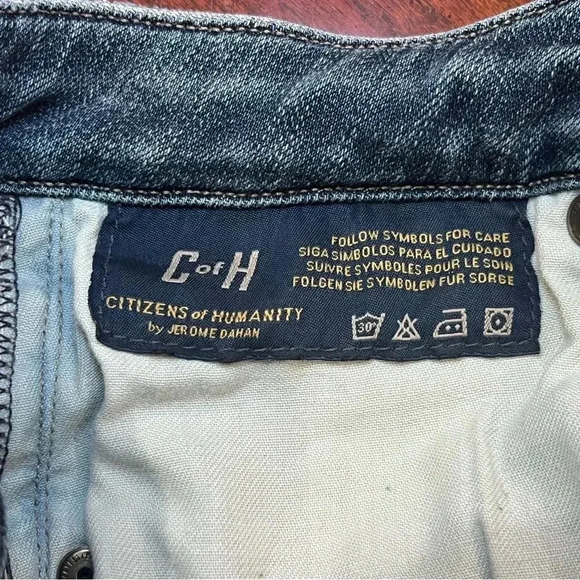 C of H
CITIZENS of HUMANITY
by JEROME DAHAN
FOLLOW SYMBOLS FOR CARE
SIGA SIMBOLOS PARA EL CUIDADO
SUIVRE SYMBOLES POUR LE SOIN
FOLGEN SIE SYMBOLEN FUR SORGE
30°